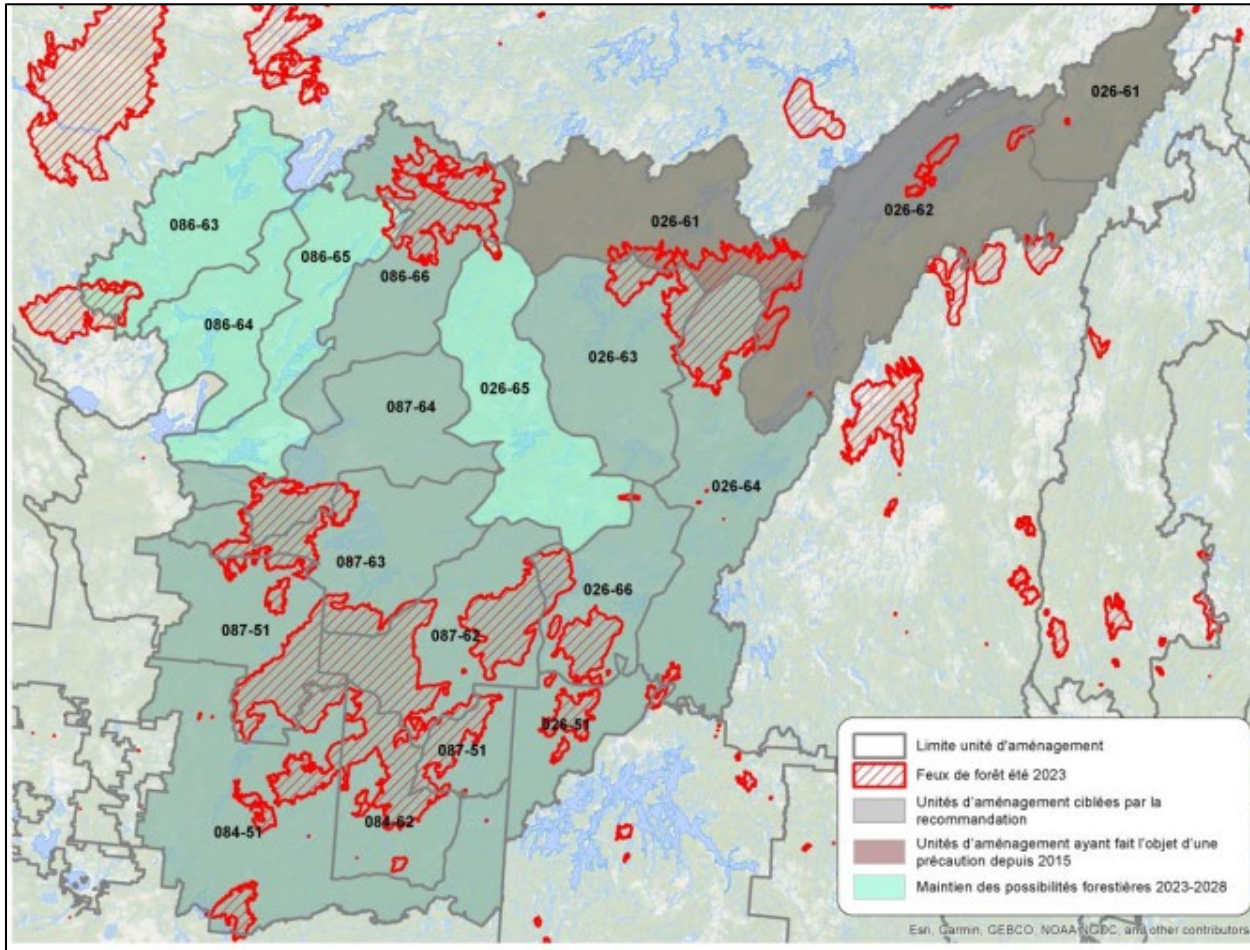 026-61
086-63
026-61
026-62
086-65
086-66
086-64
026-63
026-65
087-64
026-64
087-63
026-66
087-51
087-62
026-51
087-51
084-51
084-62
Limite unité d'aménagement
Feux de forêt été 2023
Unités d'aménagement ciblées par la
recommandation
Unités d'aménagement ayant fait l'objet d'une
précaution depuis 2015
Maintien des possibilités forestières 2023-2028
Esri, Garmin, GEBCO, NOAA NGDC, and other contributors